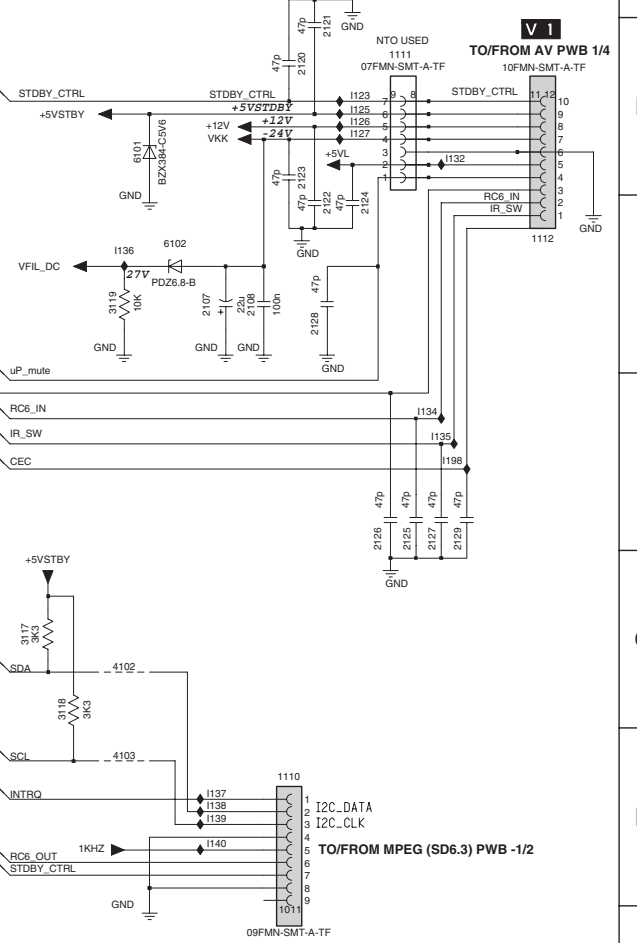 47p
2121
GND
V 1
TO/FROM AV PWB 1/4
10FMN-SMT-A-TF
NTO USED
1111
07FMN-SMT-A-TF
47p
2120
STDBY_CTRL
STDBY_CTRL
I123
9 8
7
STDBY_CTRL
11 12
10
+5VSTBY
+5VSTDBY
I125
6
9
+12V
+12V
I126
5
8
VKK
-24V
I127
4
7
6101
BZX384-C5V6
3
6
+5VL
2
I132
5
1
4
47p
2123
47p
2122
47p
2124
3
RC6_IN
2
IR_SW
1
GND
GND
GND
1112
I136
6102
VFIL_DC
27V
PDZ6.8-B
3119
10K
2107
22u
+
2108
100n
47p
2128
GND
GND
GND
GND
uP_mute
RC6_IN
I134
IR_SW
I135
CEC
I198
47p
2126
47p
2125
47p
2127
47p
2129
GND
+5VSTBY
3117
3K3
SDA
4102
3118
3K3
SCL
4103
1110
INTRQ
I137
1
I138
2
I2C_DATA
I139
3
I2C_CLK
4
1KHZ
I140
5
TO/FROM MPEG (SD6.3) PWB -1/2
RC6_OUT
6
STDBY_CTRL
7
8
GND
9
1011
09FMN-SMT-A-TF